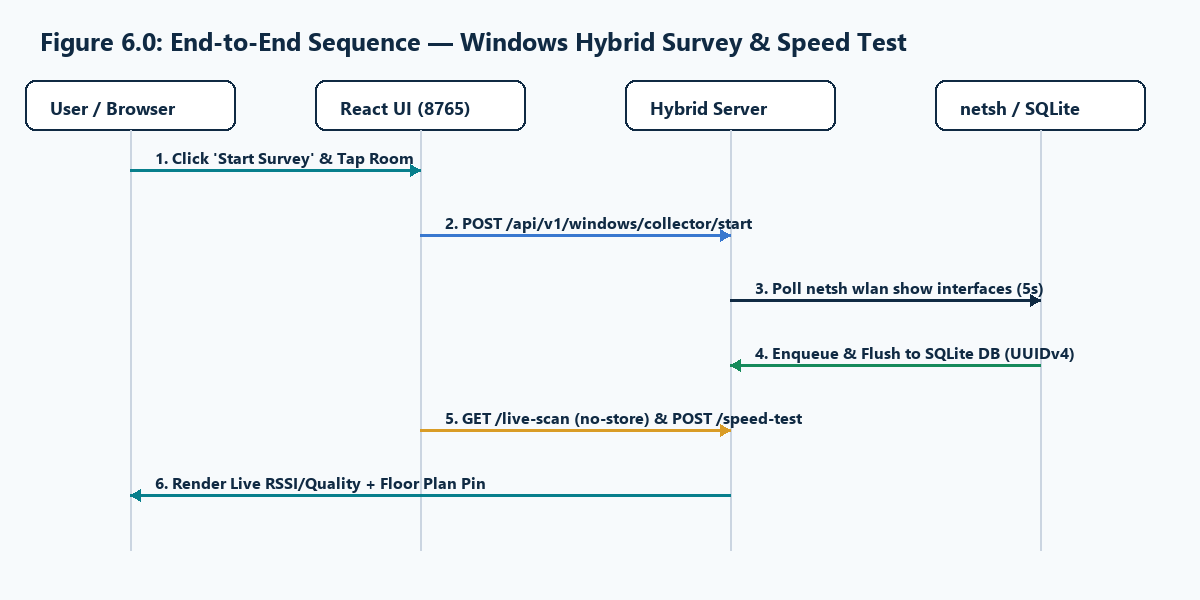 Figure 6.0: End-to-End Sequence — Windows Hybrid Survey & Speed Test
User / Browser
React UI (8765)
Hybrid Server
netsh / SQLite
1. Click 'Start Survey' & Tap Room
2. POST /api/v1/windows/collector/start
3. Poll netsh wlan show interfaces (5s)
4. Enqueue & Flush to SQLite DB (UUIDv4)
5. GET /live-scan (no-store) & POST /speed-test
6. Render Live RSSI/Quality + Floor Plan Pin